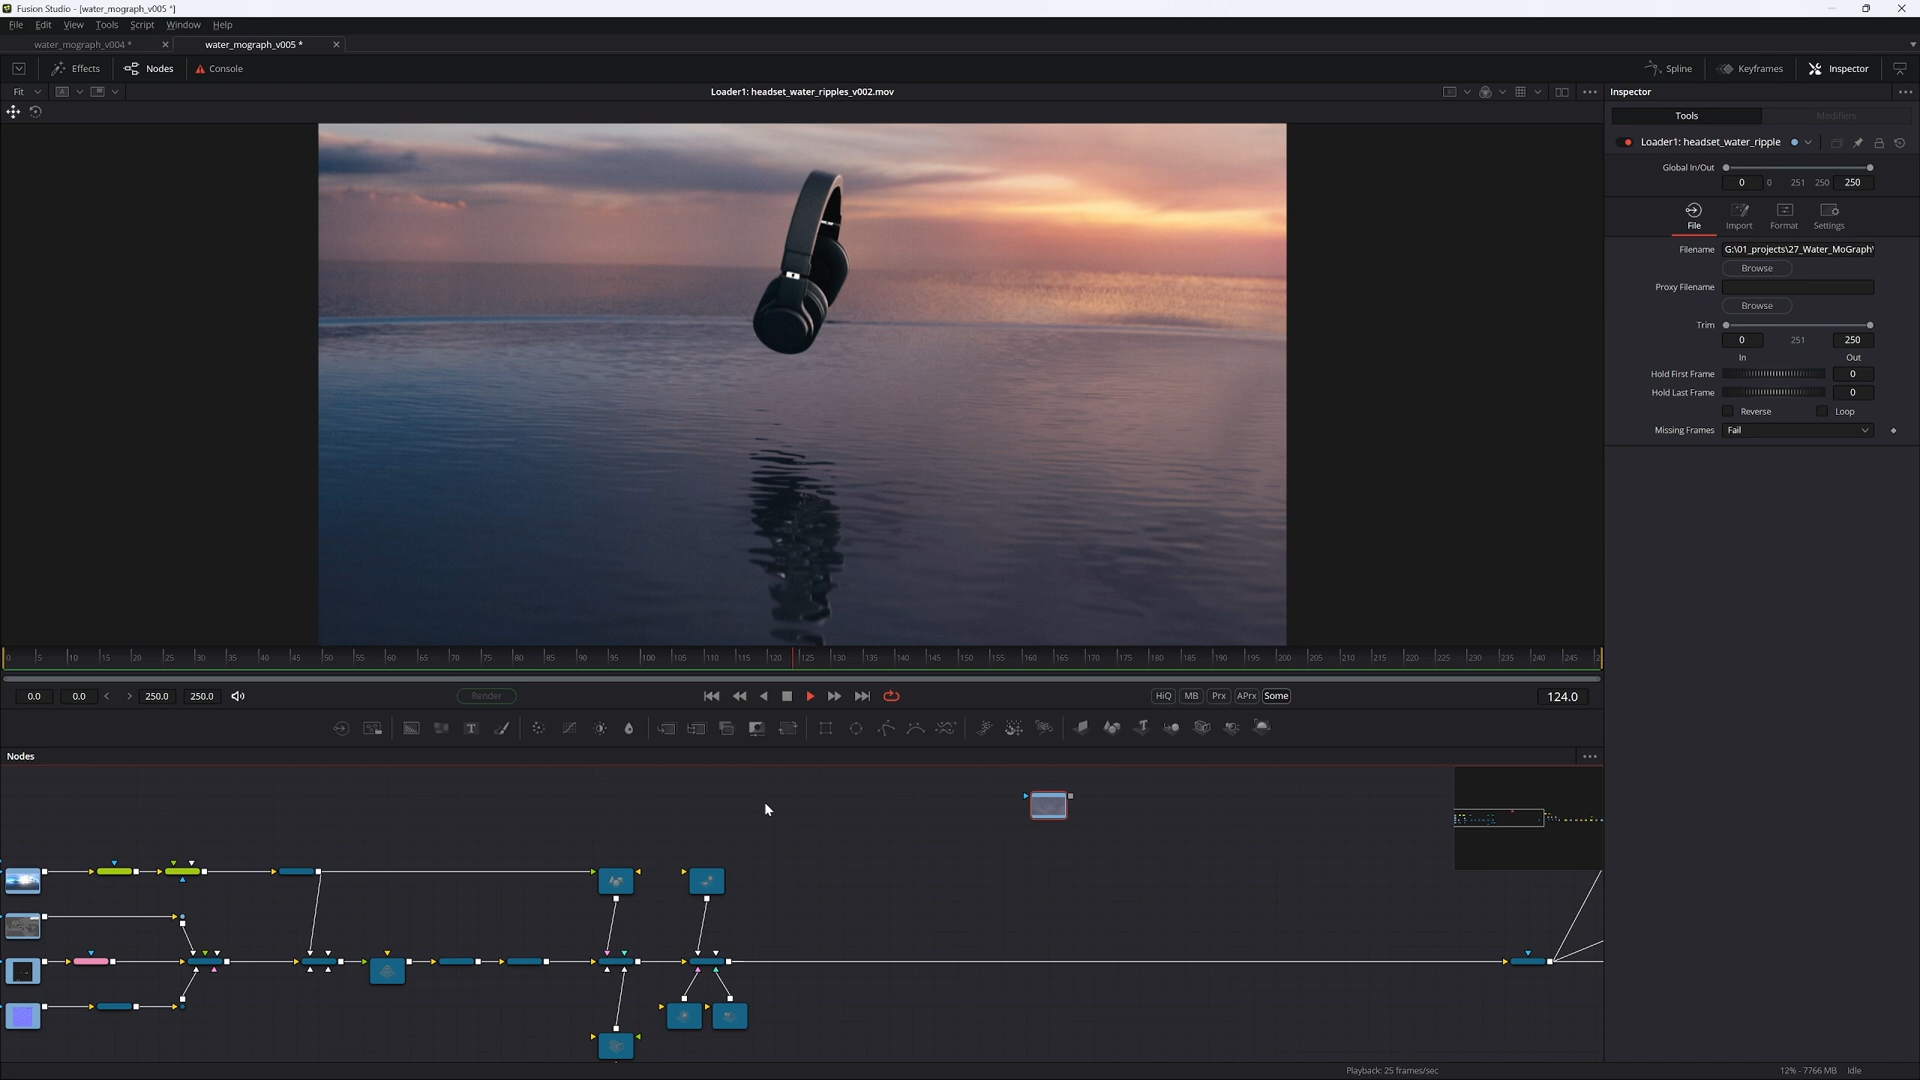 Fusion Studio - [water_mograph_v005 *]
File Edit View Tools Script Window Help
water_mograph_v004 *
water_mograph_v005 *
Effects Nodes Console Spline Keyframes Inspector
Fit A Loader1: headset_water_ripples_v002.mov Inspector
Tools Modifiers
Loader1: headset_water_ripple
Global In/Out
0 0 251 250 250
File Import Format Settings
Filename G:\01_projects\27_Water_MoGraph\
Browse
Proxy Filename
Browse
Trim
0 251 250
In Out
Hold First Frame 0
Hold Last Frame 0
Reverse Loop
Missing Frames Fail
0 5 10 15 20 25 30 35 40 45 50 55 60 65 70 75 80 85 90 95 100 105 110 115 120 125 130 135 140 145 150 155 160 165 170 175 180 185 190 195 200 205 210 215 220 225 230 235 240 245
0.0 0.0 250.0 250.0 Render HiQ MB Prx APrx Some 124.0
Nodes
Playback: 25 frames/sec 12% - 7766 MB Idle